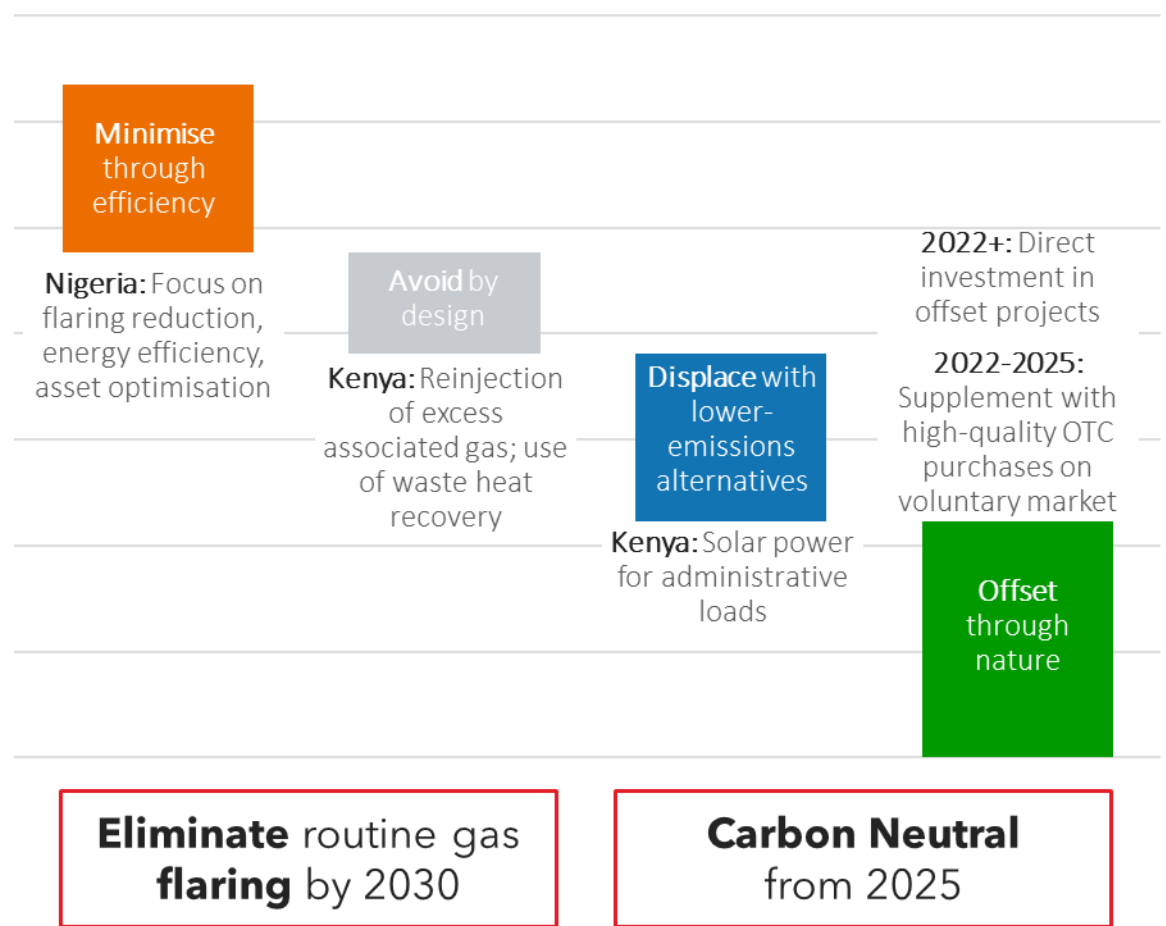 Minimise
through
efficiency
Nigeria: Focus on
flaring reduction,
energy efficiency,
asset optimisation
Avoid by
design
Kenya: Reinjection
of excess
associated gas; use
of waste heat
recovery
Displace with
lower-
emissions
alternatives
Kenya: Solar power
for administrative
loads
2022+: Direct
investment in
offset projects
2022-2025:
Supplement with
high-quality OTC
purchases on
voluntary market
Offset
through
nature
Eliminate routine gas
flaring by 2030
Carbon Neutral
from 2025